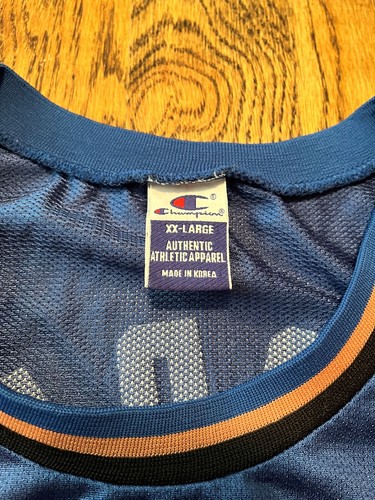 Champion®
XX-LARGE
AUTHENTIC
ATHLETIC APPAREL
MADE IN KOREA